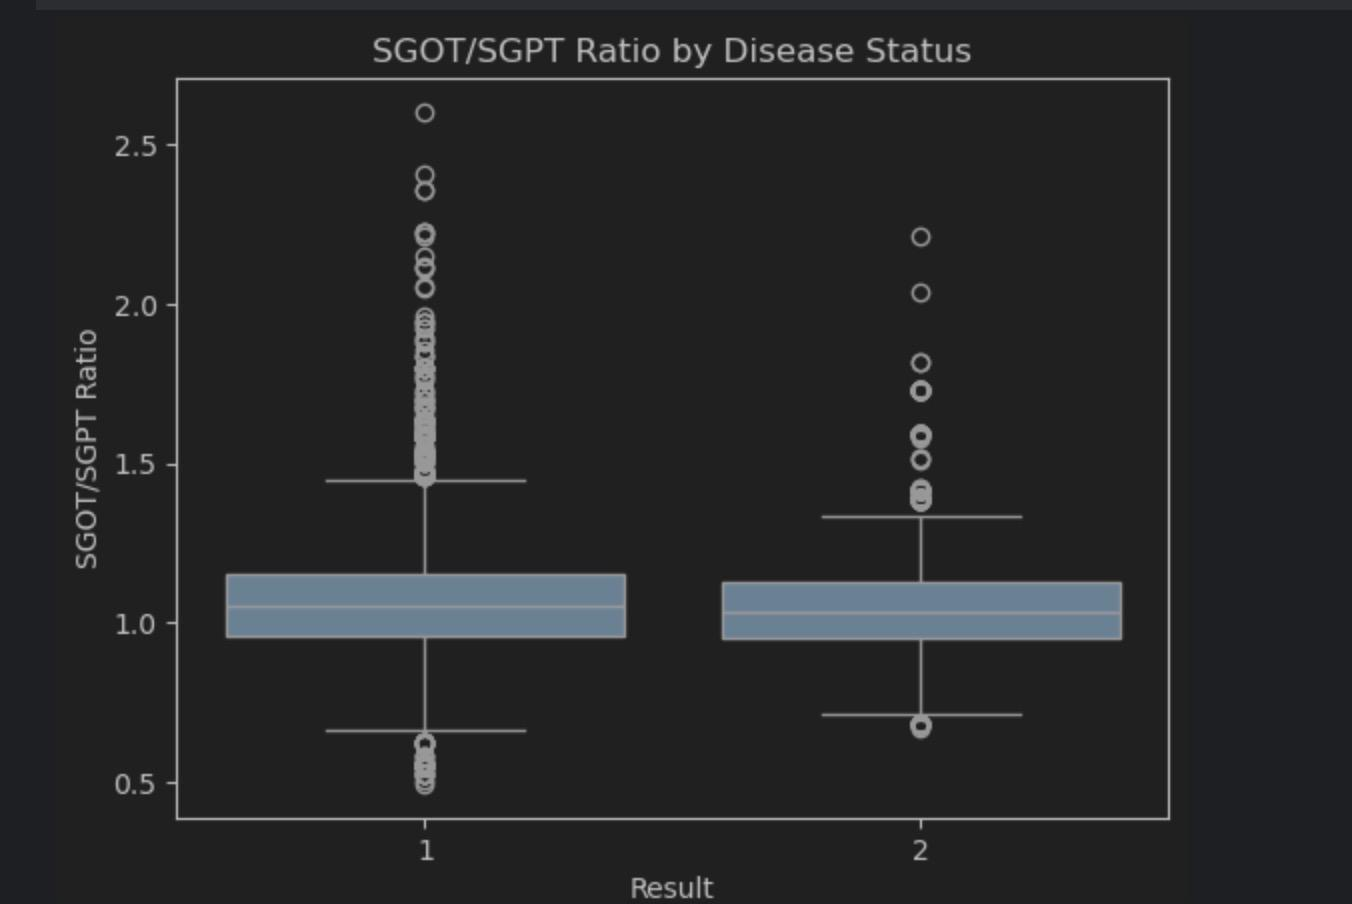 SGOT/SGPT Ratio by Disease Status
SGOT/SGPT Ratio
2.5
2.0
1.5
1.0
0.5
1
2
Result